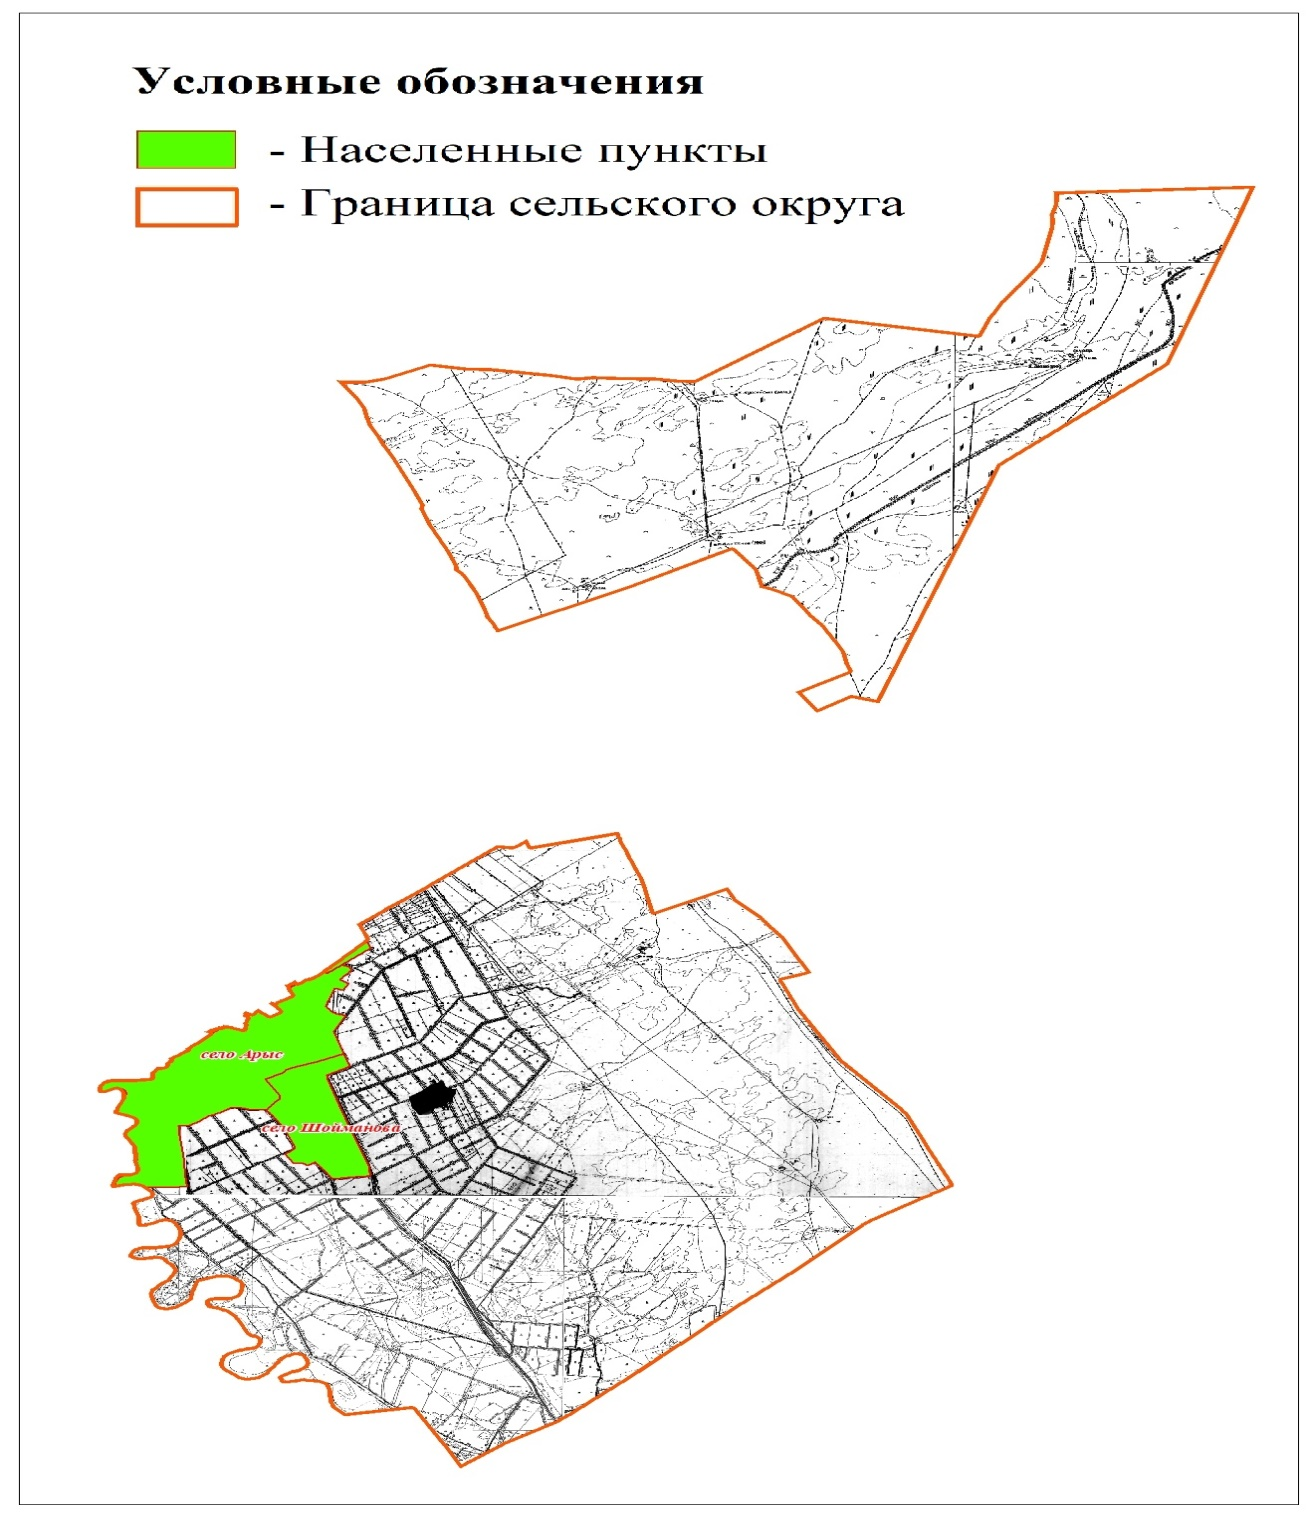 Условные обозначения
- Населенные пункты
- Граница сельского округа
село Арыс
село Шойманова